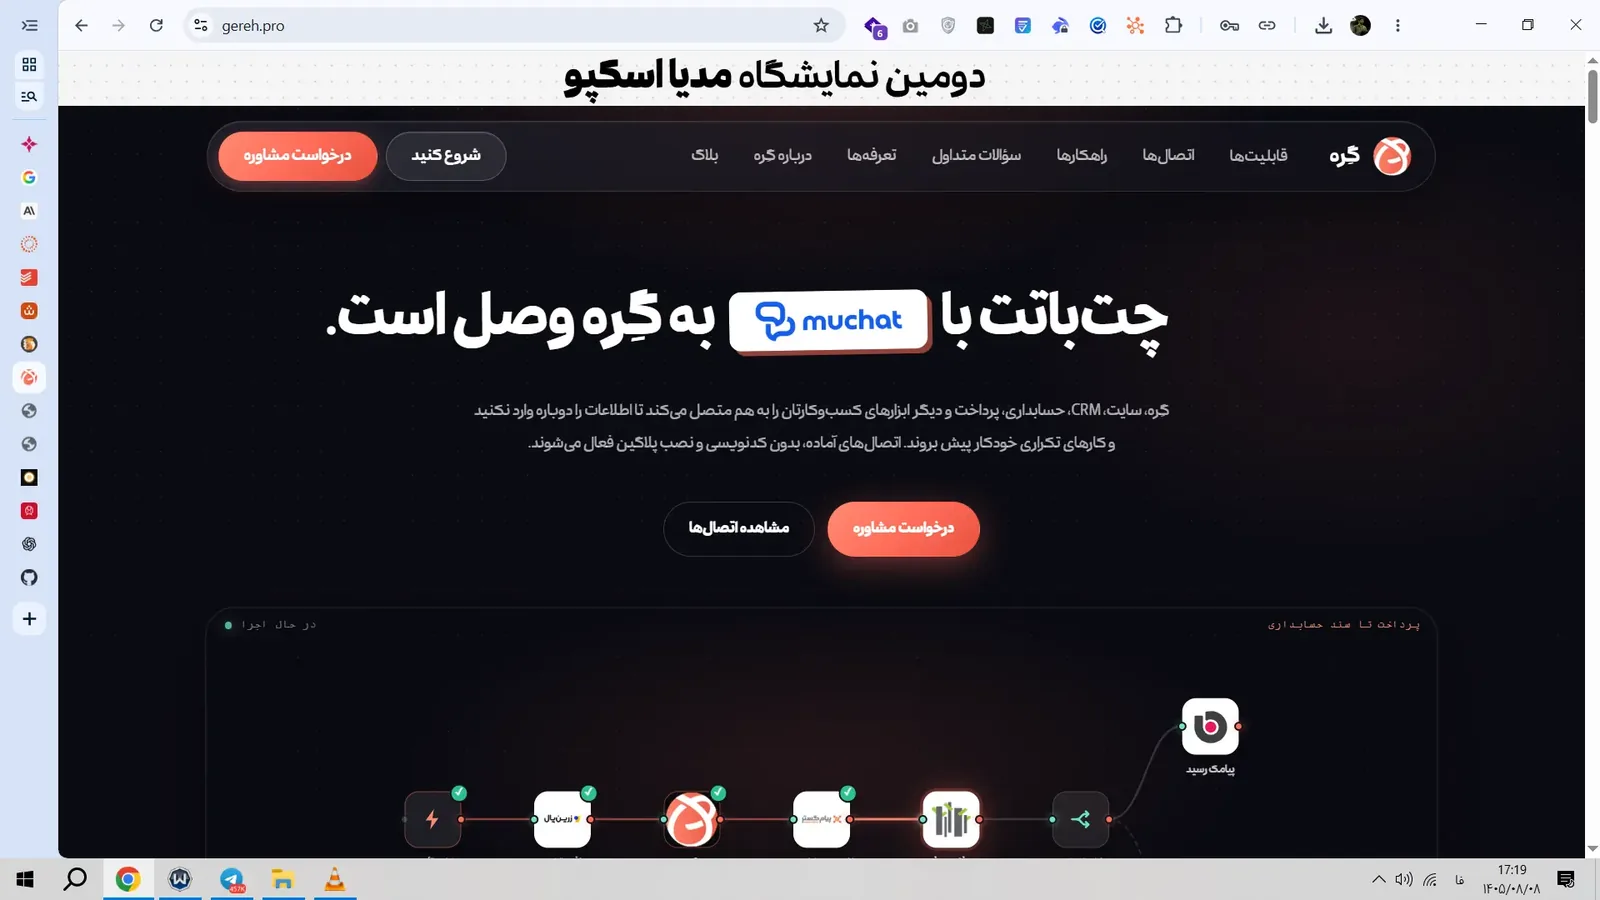 gereh.pro
6
دومین نمایشگاه مدیا اسکپو
گِره
قابلیت‌ها
اتصال‌ها
راهکارها
سؤالات متداول
تعرفه‌ها
درباره گره
بلاگ
شروع کنید
درخواست مشاوره
چت‌بات‌ت با muchat به گِره وصل است.
گِره، سایت، CRM، حسابداری، پرداخت و دیگر ابزارهای کسب‌وکارتان را به هم متصل می‌کند تا اطلاعات را دوباره وارد نکنید
و کارهای تکراری خودکار پیش بروند. اتصال‌های آماده، بدون کدنویسی و نصب پلاگین فعال می‌شوند.
درخواست مشاوره
مشاهده اتصال‌ها
پرداخت تا سند حسابداری
در حال اجرا
پیامک رسید
زرین‌پال
پیام‌گستر
457K
فا
17:19
۱۴۰۵/۰۸/۰۸